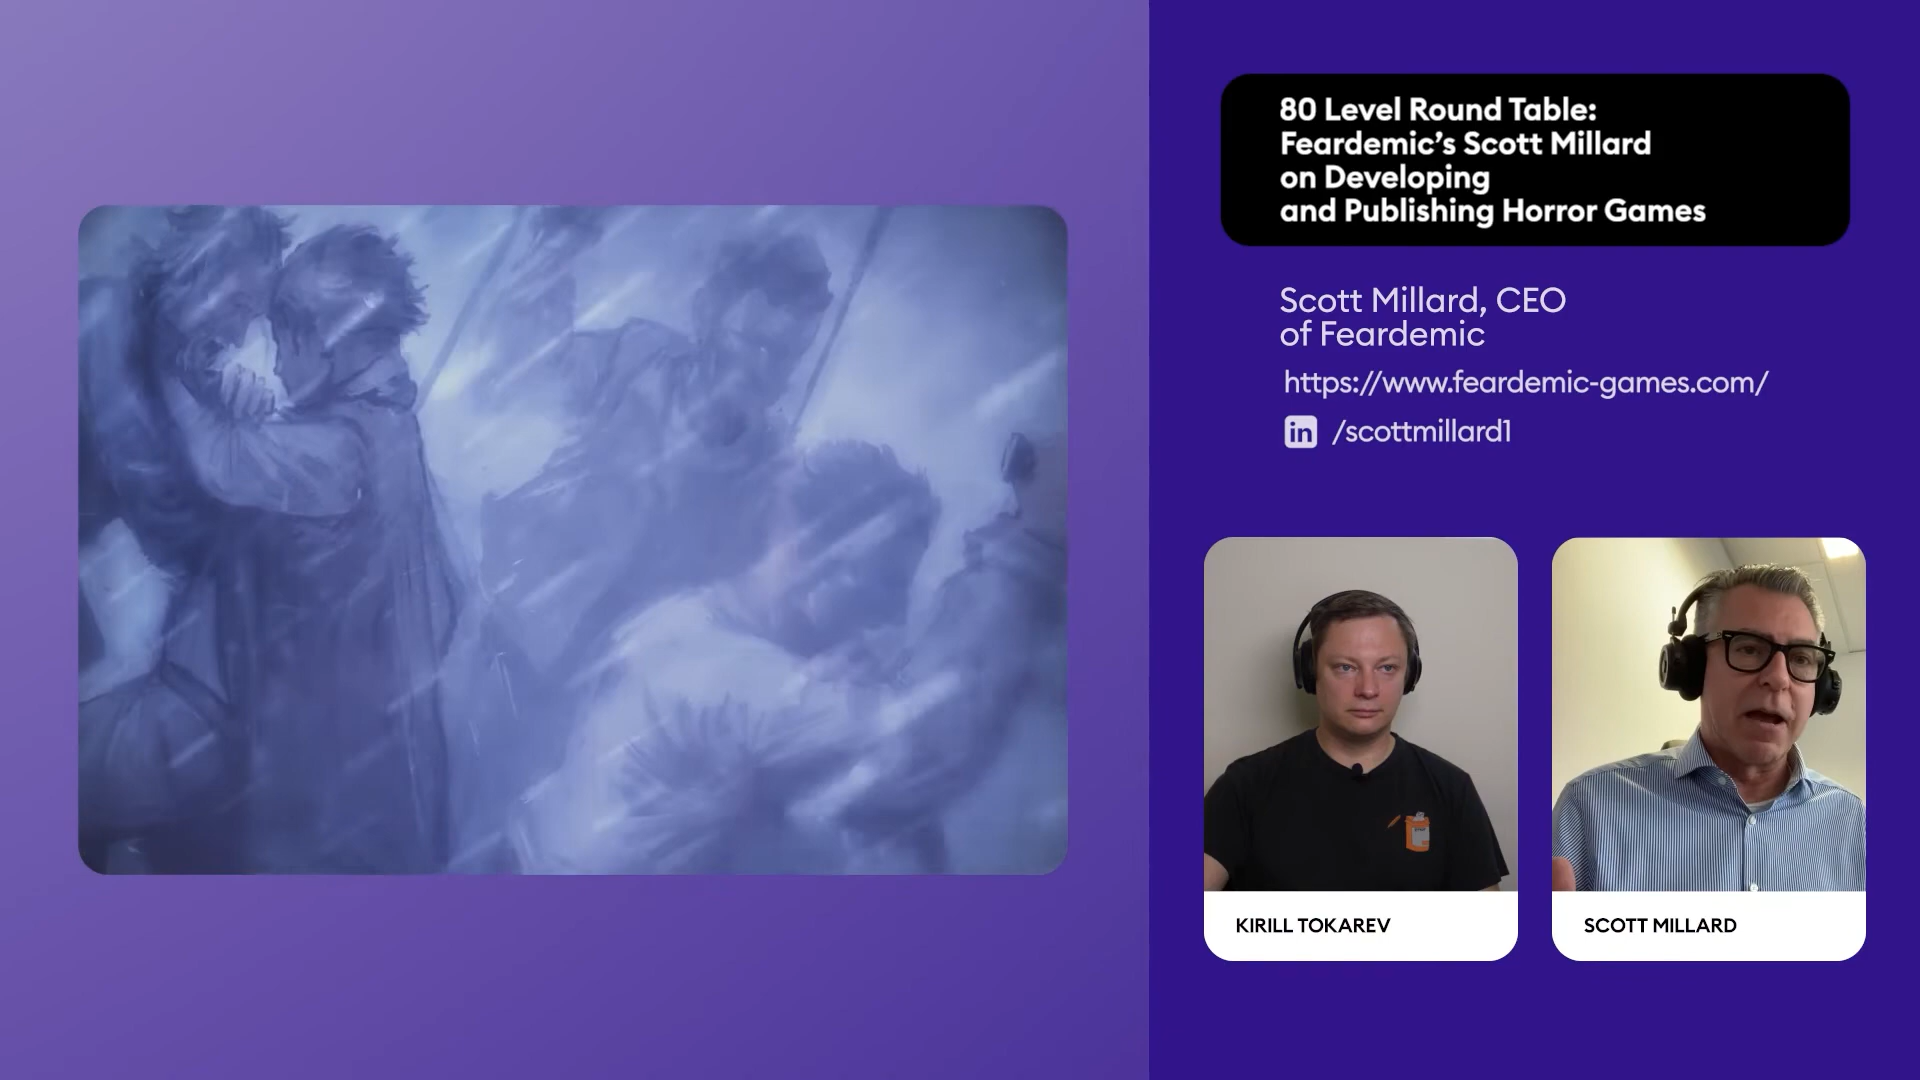 80 Level Round Table:
Feardemic’s Scott Millard
on Developing
and Publishing Horror Games
Scott Millard, CEO
of Feardemic
https://www.feardemic-games.com/
in /scottmillard1
KIRILL TOKAREV
SCOTT MILLARD